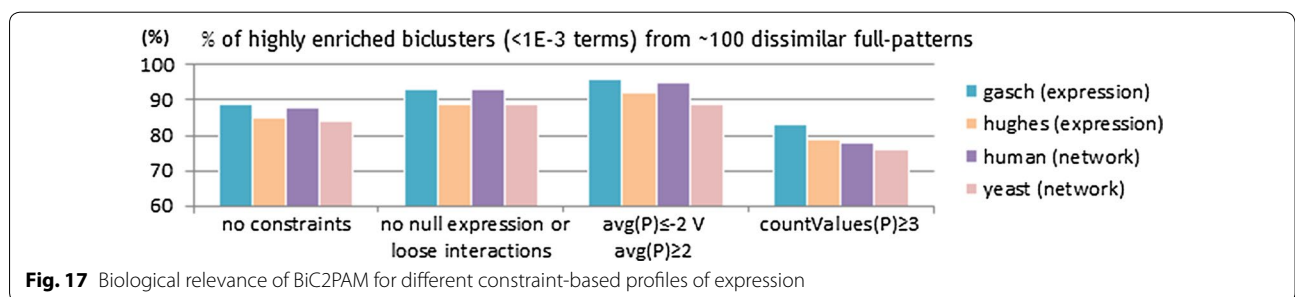 (%) % of highly enriched biclusters (<1E-3 terms) from ~100 dissimilar full-patterns
100
90
80
70
60
no constraints
no null expression or
loose interactions
avg(P)≤-2 V
avg(P)≥2
countValues(P)≥3
gasch (expression)
hughes (expression)
human (network)
yeast (network)
Fig. 17 Biological relevance of BiC2PAM for different constraint-based profiles of expression